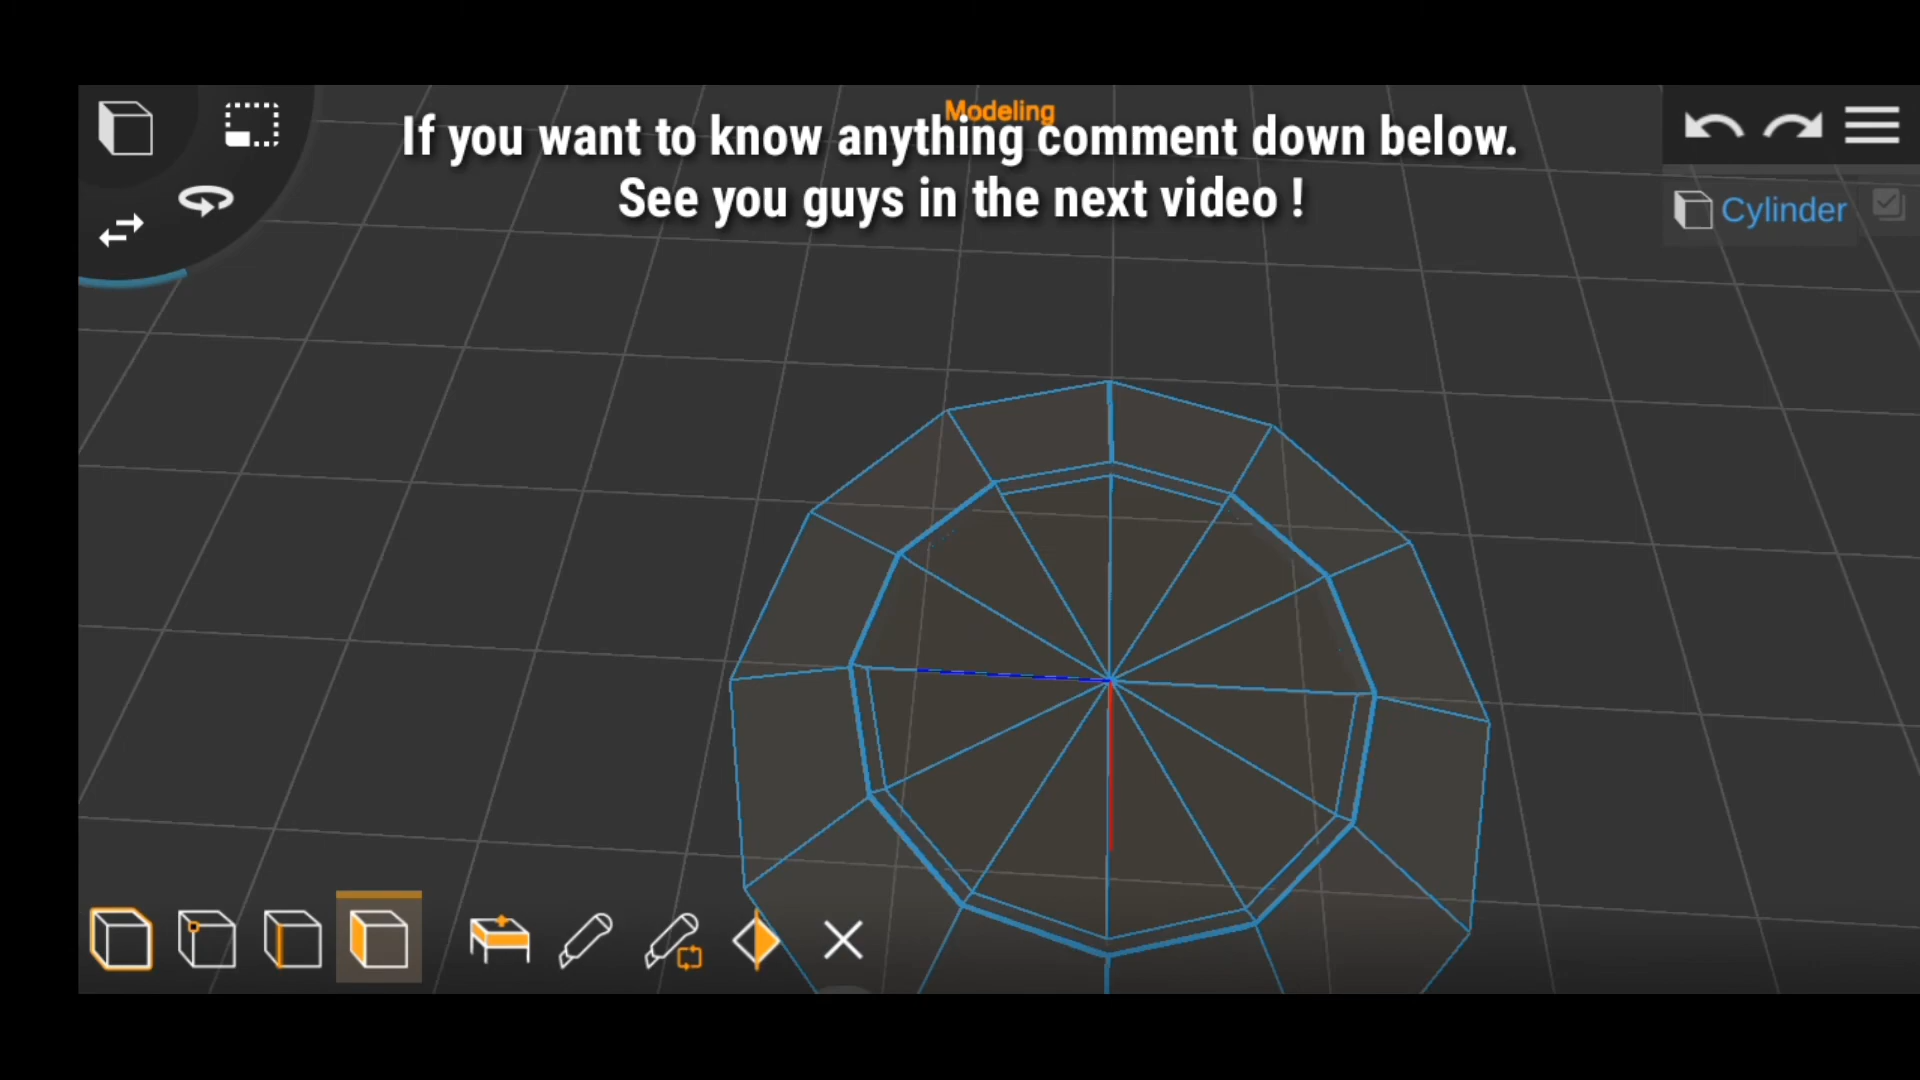 Modeling
If you want to know anything comment down below.
See you guys in the next video !
Cylinder